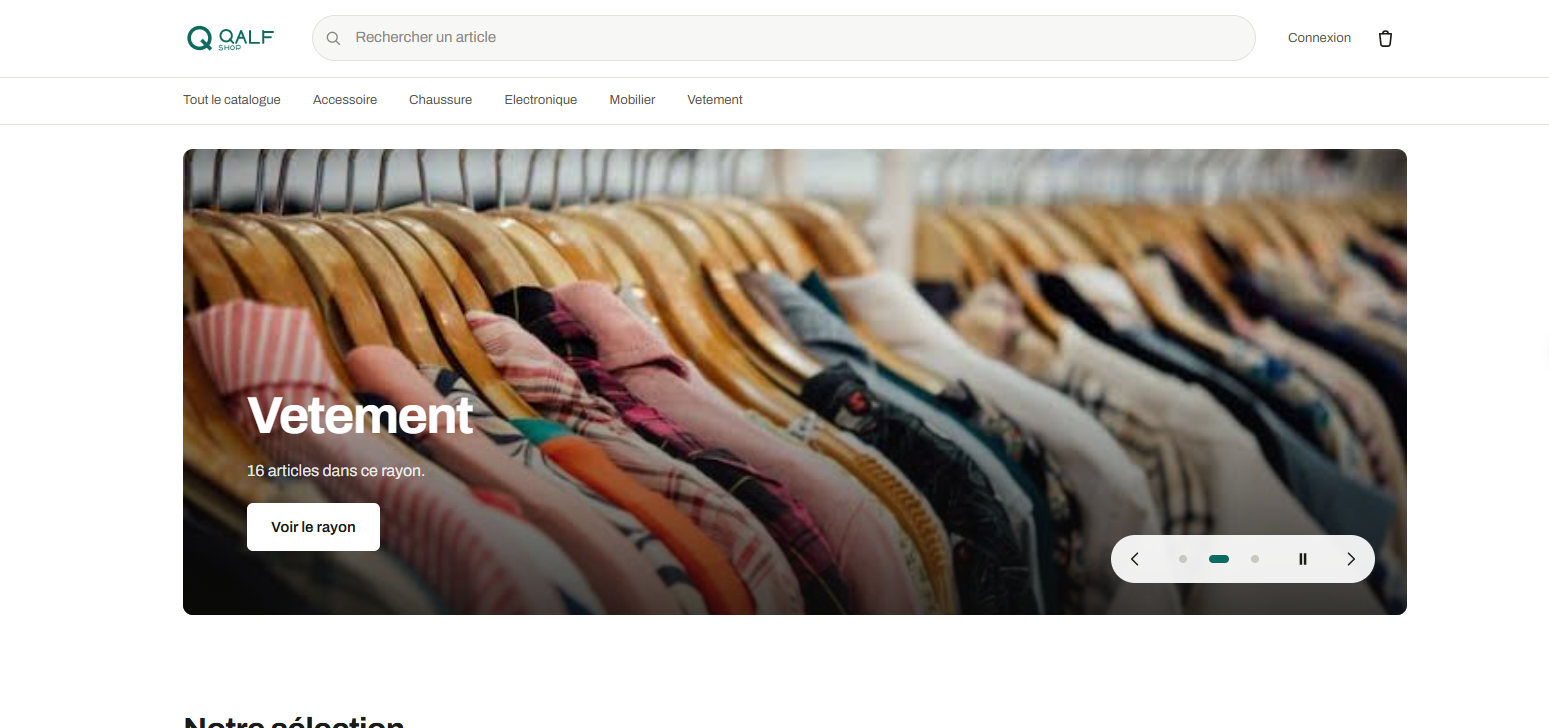 QALF
SHOP
Rechercher un article
Connexion
Tout le catalogue
Accessoire
Chaussure
Electronique
Mobilier
Vetement
Vetement
16 articles dans ce rayon.
Voir le rayon
Notre sélection